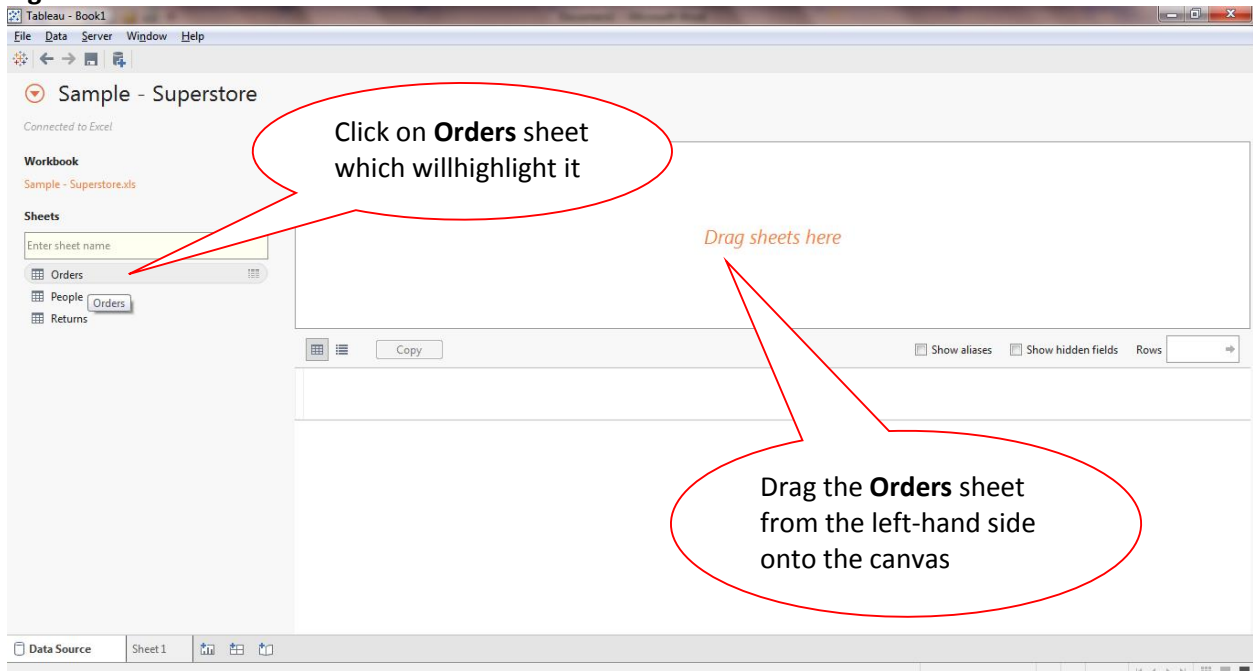 Tableau - Book1
File Data Server Window Help
Sample - Superstore
Connected to Excel
Workbook
Sample - Superstore.xls
Sheets
Enter sheet name
Orders
People
Orders
Returns
Click on Orders sheet
which willhighlight it
Drag sheets here
Copy
Show aliases Show hidden fields Rows
Drag the Orders sheet
from the left-hand side
onto the canvas
Data Source Sheet 1